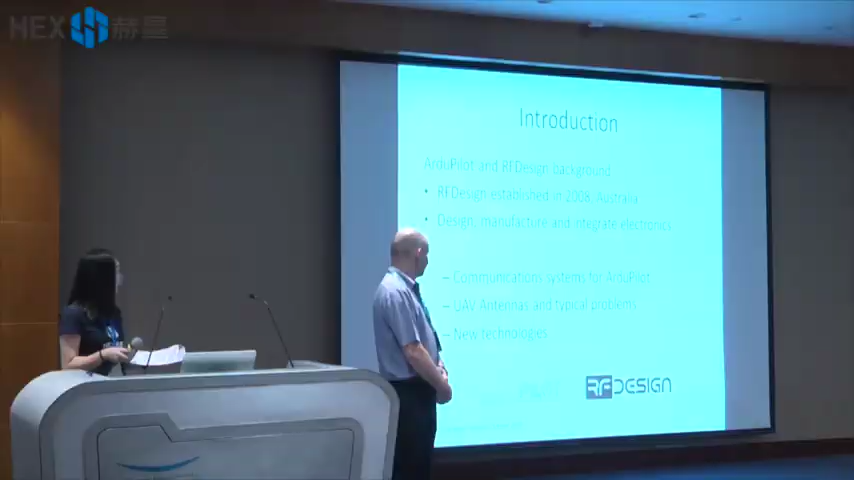 HEX 赫星
Introduction
ArduPilot and RFDesign background
• RFDesign established in 2008, Australia
• Design, manufacture and integrate electronics
– Communications systems for ArduPilot
– UAV Antennas and typical problems
– New technologies
RFDESIGN